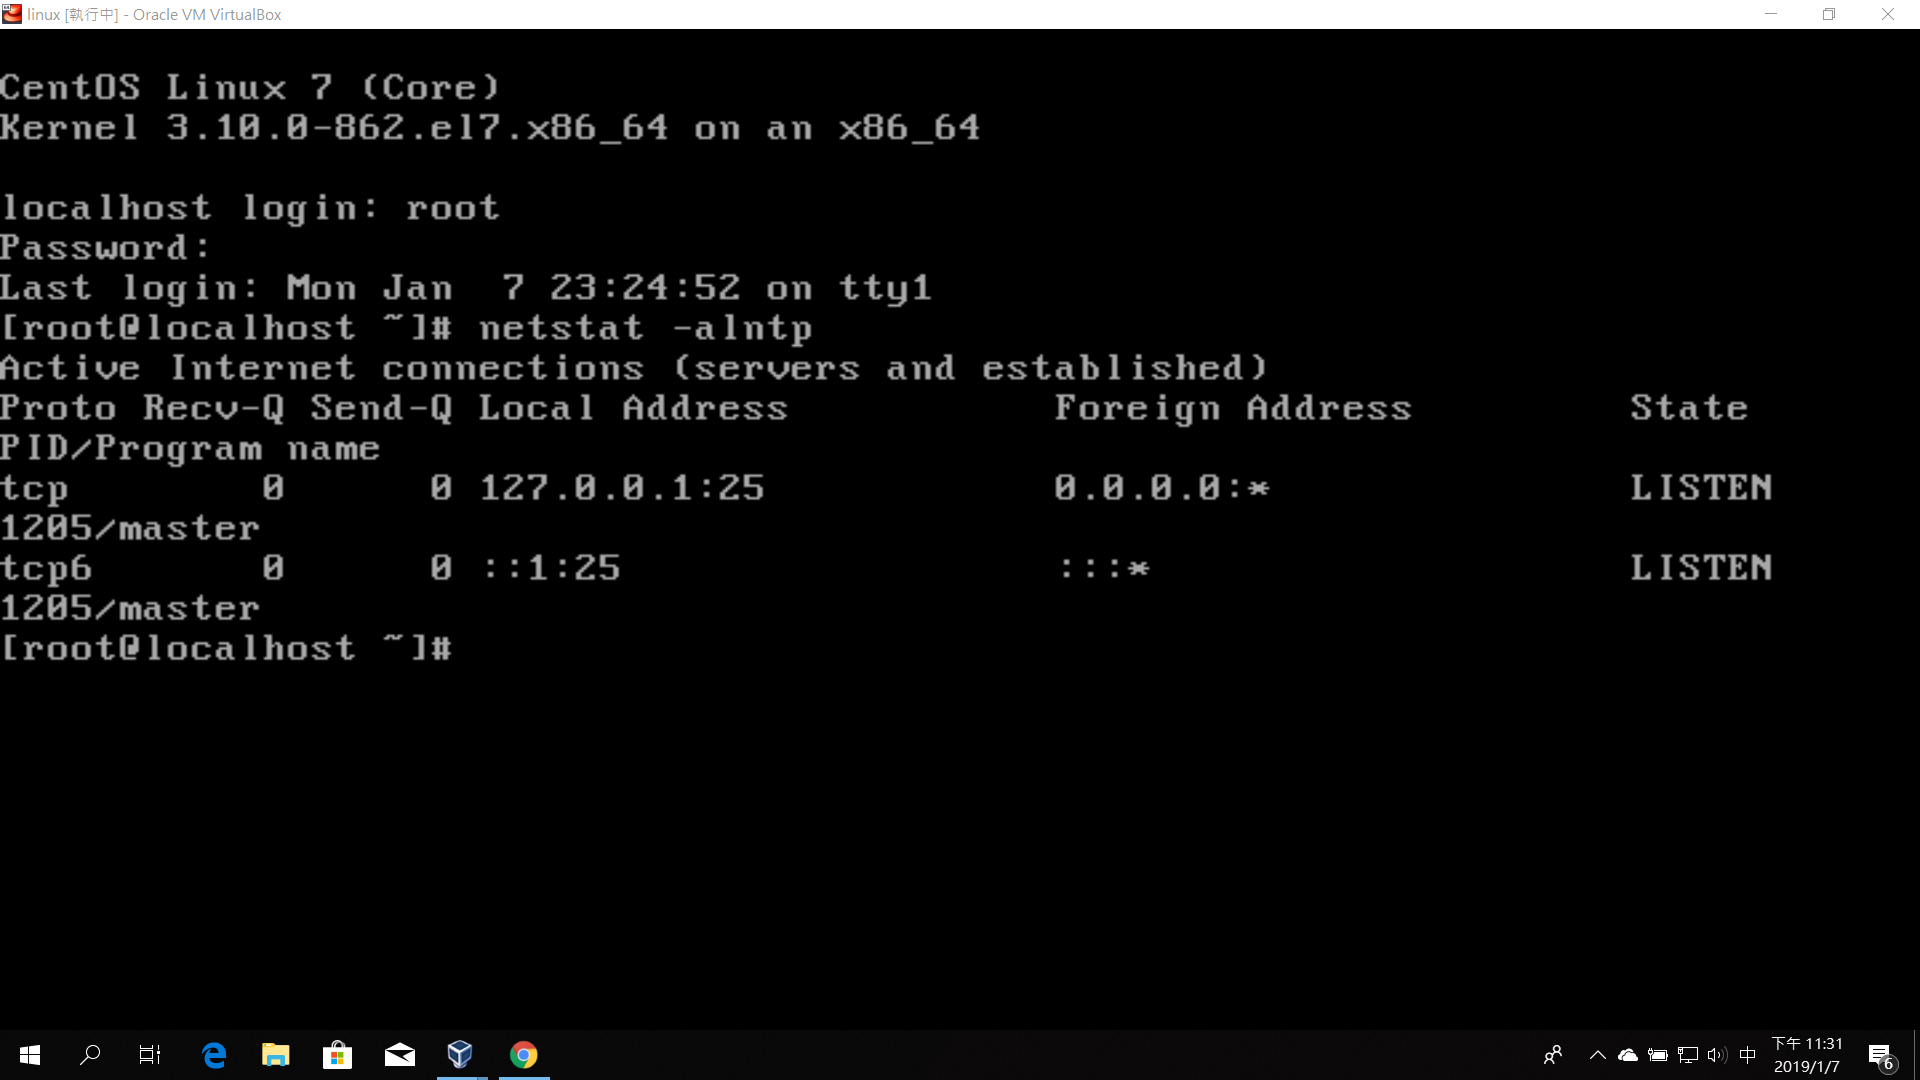 linux [執行中] - Oracle VM VirtualBox
CentOS Linux 7 (Core)
Kernel 3.10.0-862.el7.x86_64 on an x86_64
localhost login: root
Password:
Last login: Mon Jan  7 23:24:52 on tty1
[root@localhost ~]# netstat -alntp
Active Internet connections (servers and established)
Proto Recv-Q Send-Q Local Address           Foreign Address         State
PID/Program name
tcp        0      0 127.0.0.1:25            0.0.0.0:*               LISTEN
1205/master
tcp6       0      0 ::1:25                  :::*                    LISTEN
1205/master
[root@localhost ~]#
中
下午 11:31
2019/1/7
6